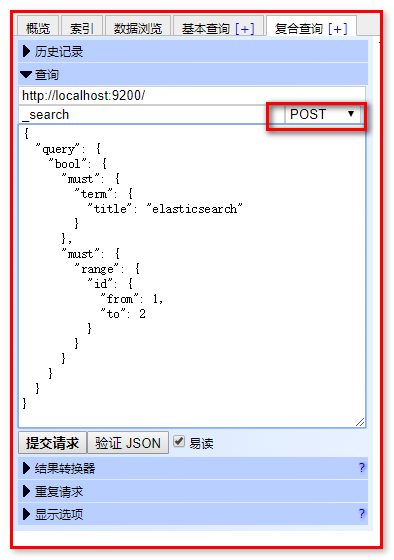 概览 索引 数据浏览 基本查询 [+] 复合查询 [+]
历史记录
查询
http://localhost:9200/
_search POST
{
  "query": {
    "bool": {
      "must": {
        "term": {
          "title": "elasticsearch"
        }
      },
      "must": {
        "range": {
          "id": {
            "from": 1,
            "to": 2
          }
        }
      }
    }
  }
}
提交请求 验证 JSON 易读
结果转换器 ?
重复请求
显示选项 ?